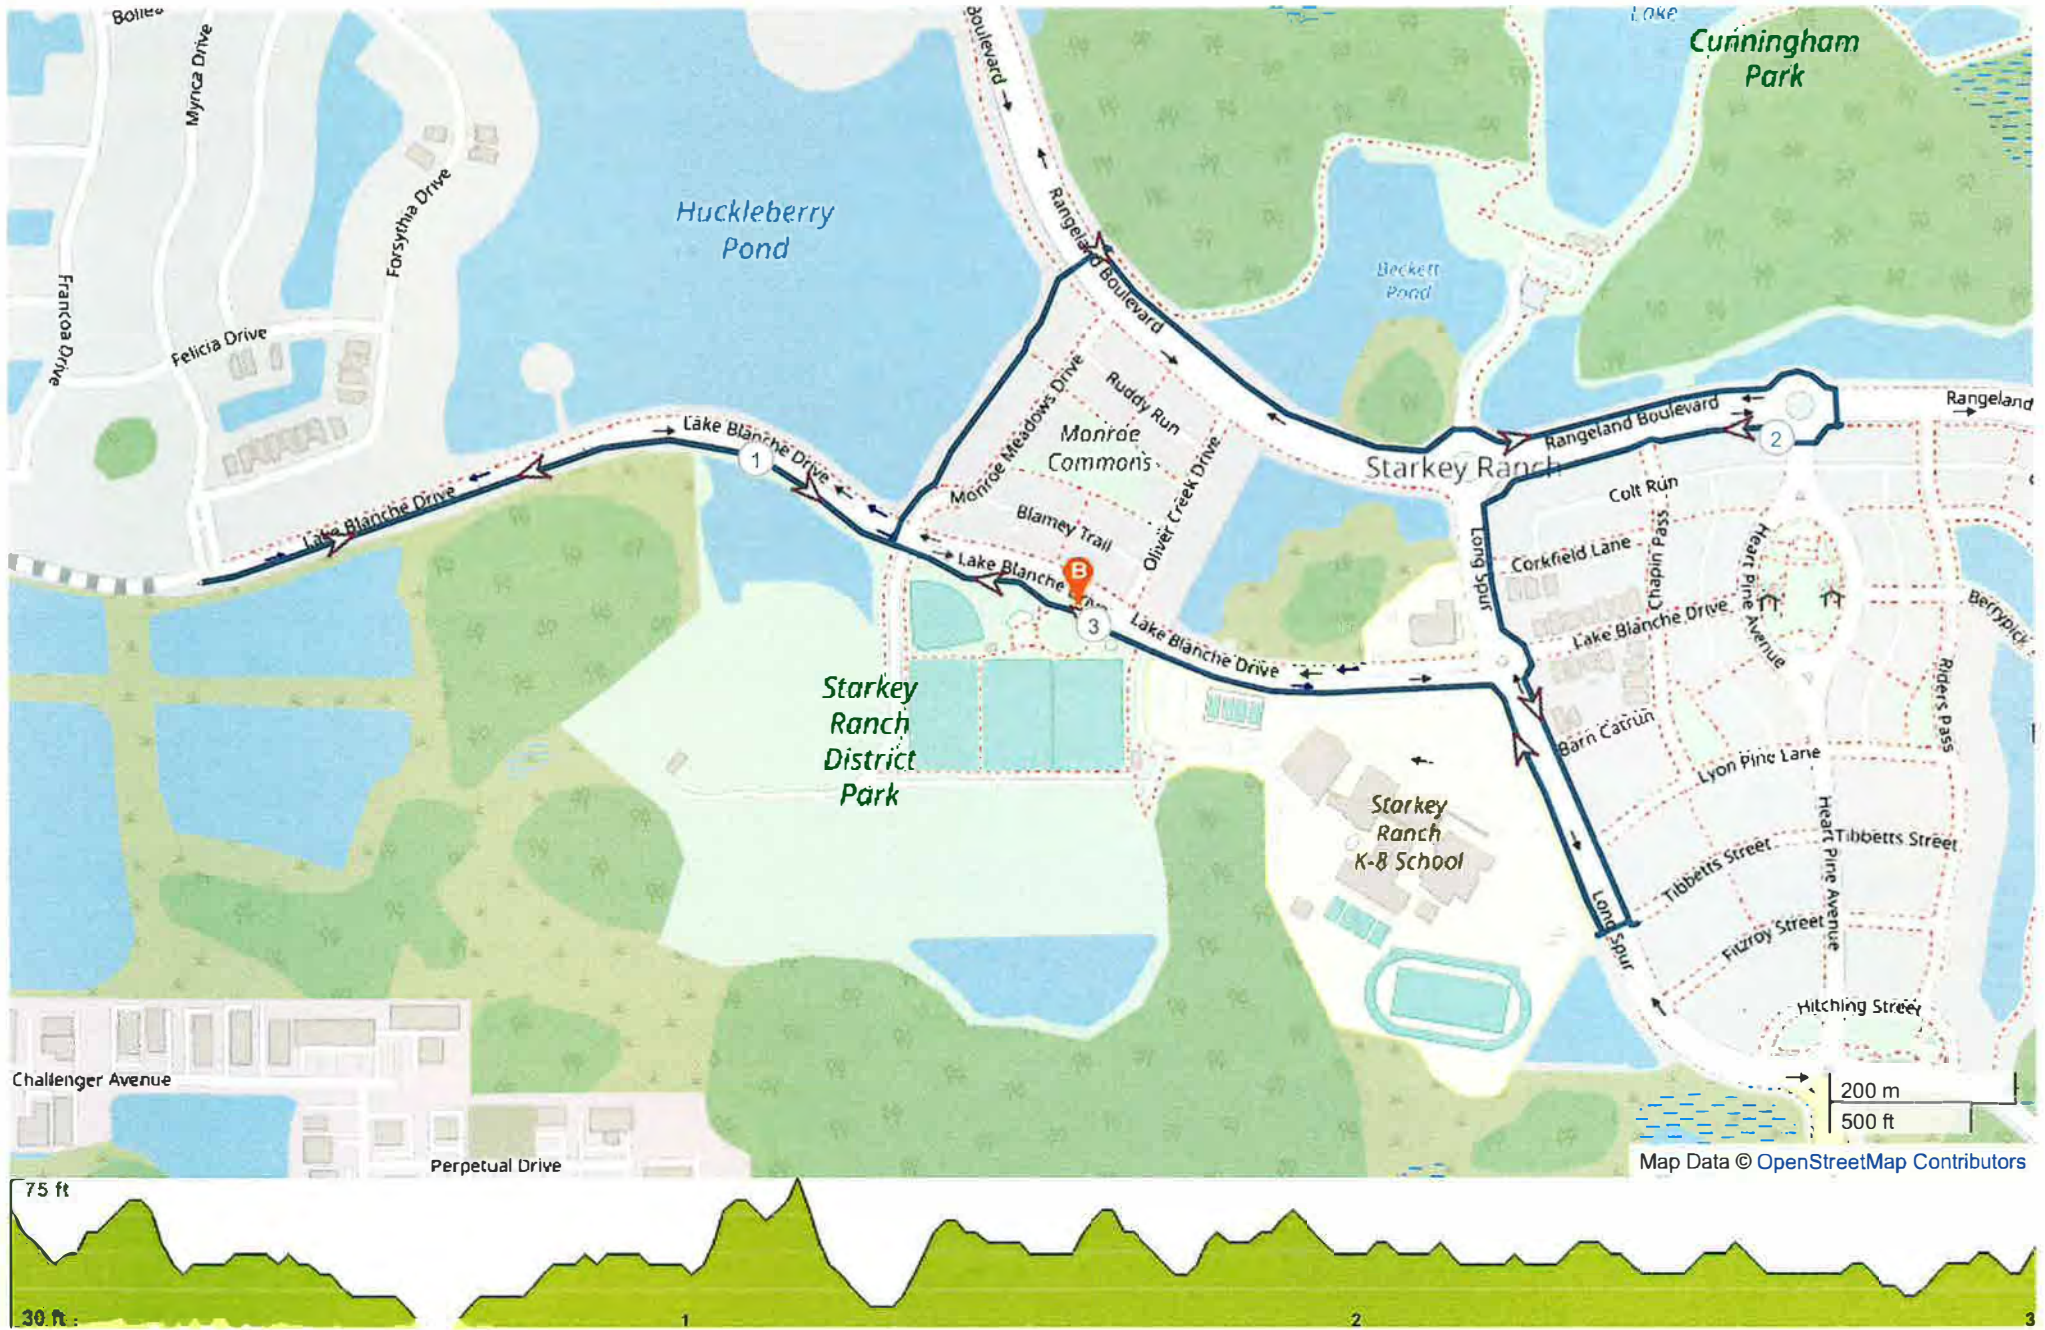 Boulevard
Lake
Cunningham
Park
Myrica Drive
Huckleberry
Pond
Forsythia Drive
Rangeland Boulevard
Beckett
Pond
Francoa Drive
Felicia Drive
Ruddy Run
Monroe Meadows Drive
Rangeland
Rangeland Boulevard
2
Lake Blanche Drive
1
Monroe
Commons
Starkey Ranch
Oliver Creek Drive
Colt Run
Lake Blanche Drive
Blamey Trail
Long Spur
Corkfield Lane
Chapin Pass
Heart Pine Avenue
Lake Blanche Drive
B
3
Lake Blanche Drive
Lake Blanche Drive
Berrypick
Riders Pass
Starkey
Ranch
District
Park
Barn Catrun
Lyon Pine Lane
Starkey
Ranch
K-8 School
Tibbetts Street
Tibbetts Street
Heart Pine Avenue
Long Spur
Fitzroy Street
Hitching Street
Challenger Avenue
200 m
500 ft
Perpetual Drive
Map Data © OpenStreetMap Contributors
75 ft
30 ft
1
2
3